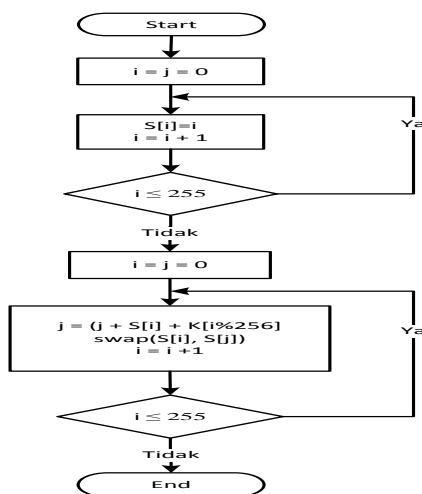 Start
i = j = 0
S[i]=i
i = i + 1
Ya
i ≤ 255
Tidak
i = j = 0
j = (j + S[i] + K[i%256]
swap(S[i], S[j])
i = i +1
Ya
i ≤ 255
Tidak
End